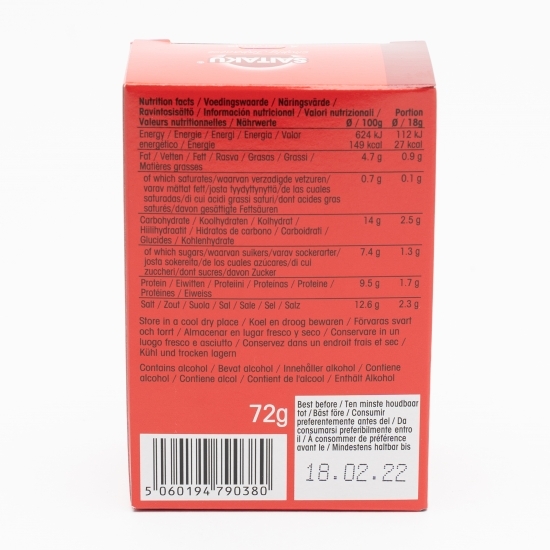 SAITAKU
Nutrition facts / Voedingswaarde / Näringsvärde /
Ravintosisältö / Información nutricional / Valori nutrizionali /
Valeurs nutritionnelles / Nährwerte Ø / 100g
Portion
Ø / 18g
Energy / Energie / Energi / Energía / Valor 624 kJ 112 kJ
energético / Énergie 149 kcal 27 kcal
Fat / Vetten / Fett / Rasva / Grasas / Grassi / 4.7 g 0.9 g
Matières grasses
of which saturates/waarvan verzadigde vetzuren/ 0.7 g 0.1 g
varav mättat fett/josta tyydyttynyttä/de las cuales
saturadas/di cui acidi grassi saturi/dont acides gras
saturés/davon gesättigte Fettsäuren
Carbohydrate / Koolhydraten / Kolhydrat / 14 g 2.5 g
Hiilihydraatit / Hidratos de carbono / Carboidrati /
Glucides / Kohlenhydrate
of which sugars/waarvan suikers/varav sockerarter/ 7.4 g 1.3 g
josta sokereita/de los cuales azúcares/di cui
zuccheri/dont sucres/davon Zucker
Protein / Eiwitten / Proteiini / Proteínas / Proteine / 9.5 g 1.7 g
Protéines / Eiweiss
Salt / Zout / Suola / Sal / Sale / Sel / Salz 12.6 g 2.3 g
Store in a cool dry place / Koel en droog bewaren / Förvaras svart
och torrt / Almacenar en lugar fresco y seco / Conservare in un
luogo fresco e asciutto / Conservez dans un endroit frais et sec /
Kühl und trocken lagern
Contains alcohol / Bevat alcohol / Innehåller alkohol / Contiene
alcohol / Contiene alcol / Contient de l'alcool / Enthält Alkohol
72g
Best before / Ten minste houdbaar
tot / Bäst före / Consumir
preferentemente antes del / Da
consumarsi preferibilmente entro
il / À consommer de préférence
avant le / Mindestens haltbar bis
18.02.22
5 060194 790380